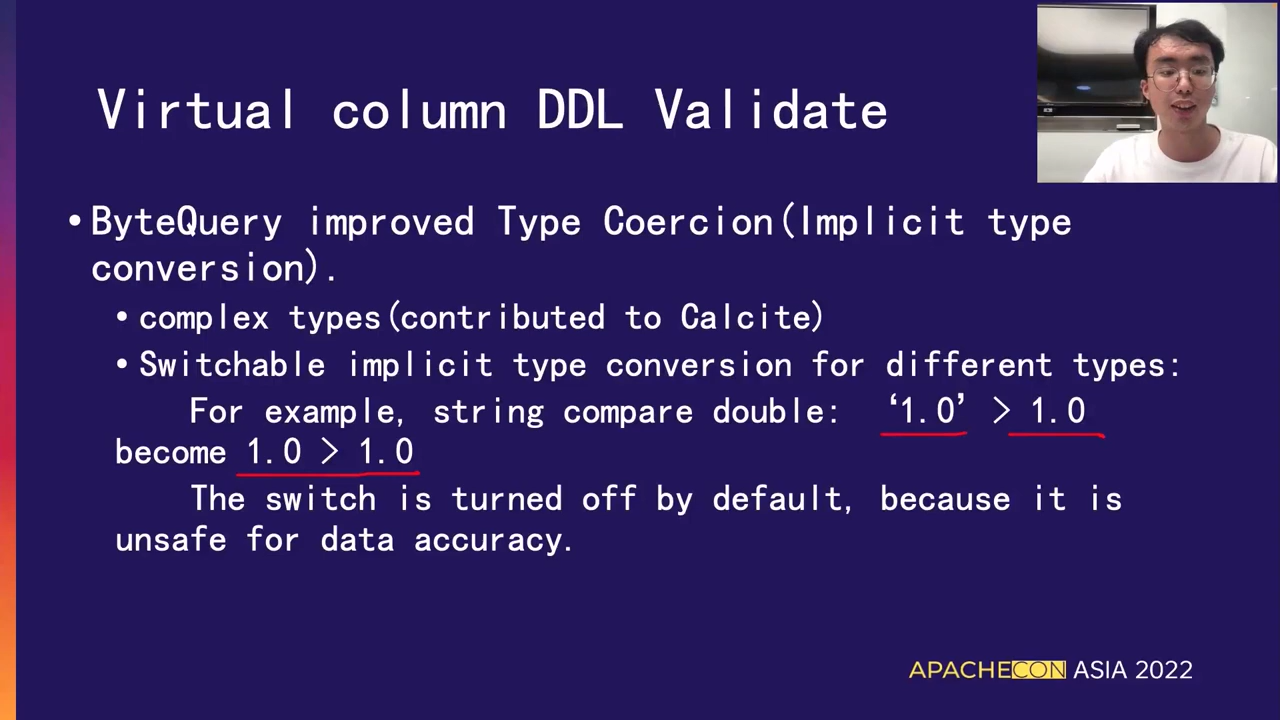 Virtual column DDL Validate
• ByteQuery improved Type Coercion(Implicit type
conversion).
• complex types(contributed to Calcite)
• Switchable implicit type conversion for different types:
For example, string compare double: ‘1.0’ > 1.0
become 1.0 > 1.0
The switch is turned off by default, because it is
unsafe for data accuracy.
APACHECON ASIA 2022